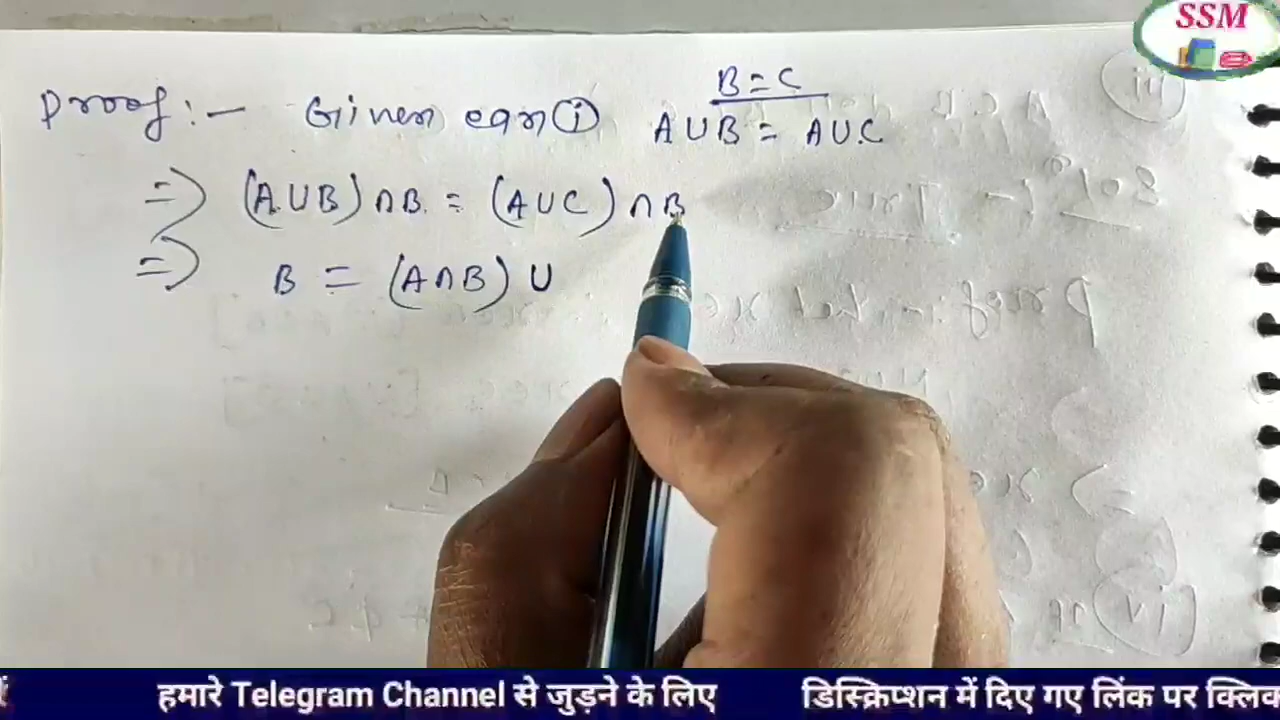 SSM
B = C
Proof :- Given eqn (i) A ∪ B = A ∪ C
=> (A ∪ B) ∩ B = (A ∪ C) ∩ B
=> B = (A ∩ B) ∪
हमारे Telegram Channel से जुड़ने के लिए डिस्क्रिप्शन में दिए गए लिंक पर क्लिक